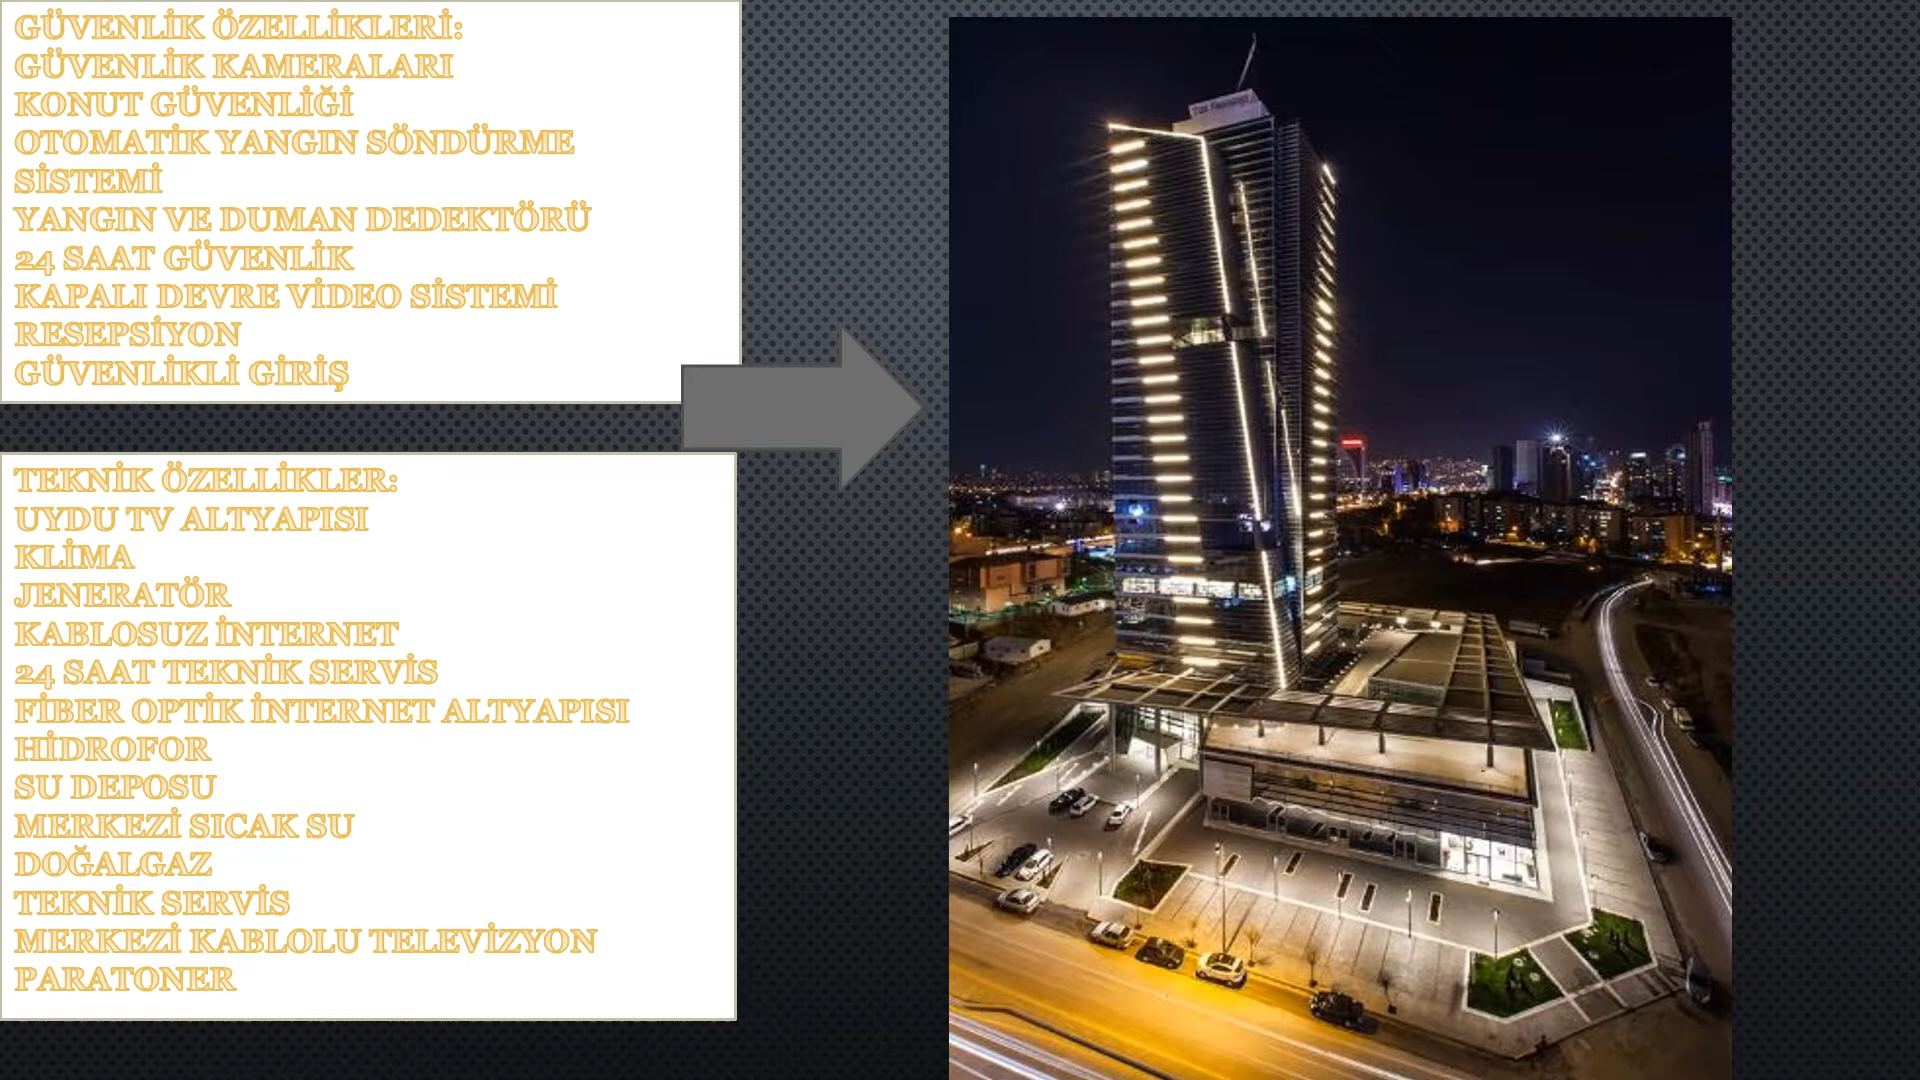 GÜVENLİK ÖZELLİKLERİ:
GÜVENLİK KAMERALARI
KONUT GÜVENLİĞİ
OTOMATİK YANGIN SÖNDÜRME
SİSTEMİ
YANGIN VE DUMAN DEDEKTÖRÜ
24 SAAT GÜVENLİK
KAPALI DEVRE VİDEO SİSTEMİ
RESEPSİYON
GÜVENLİKLİ GİRİŞ
TEKNİK ÖZELLİKLER:
UYDU TV ALTYAPISI
KLİMA
JENERATÖR
KABLOSUZ İNTERNET
24 SAAT TEKNİK SERVİS
FİBER OPTİK İNTERNET ALTYAPISI
HİDROFOR
SU DEPOSU
MERKEZİ SICAK SU
DOĞALGAZ
TEKNİK SERVİS
MERKEZİ KABLOLU TELEVİZYON
PARATONER